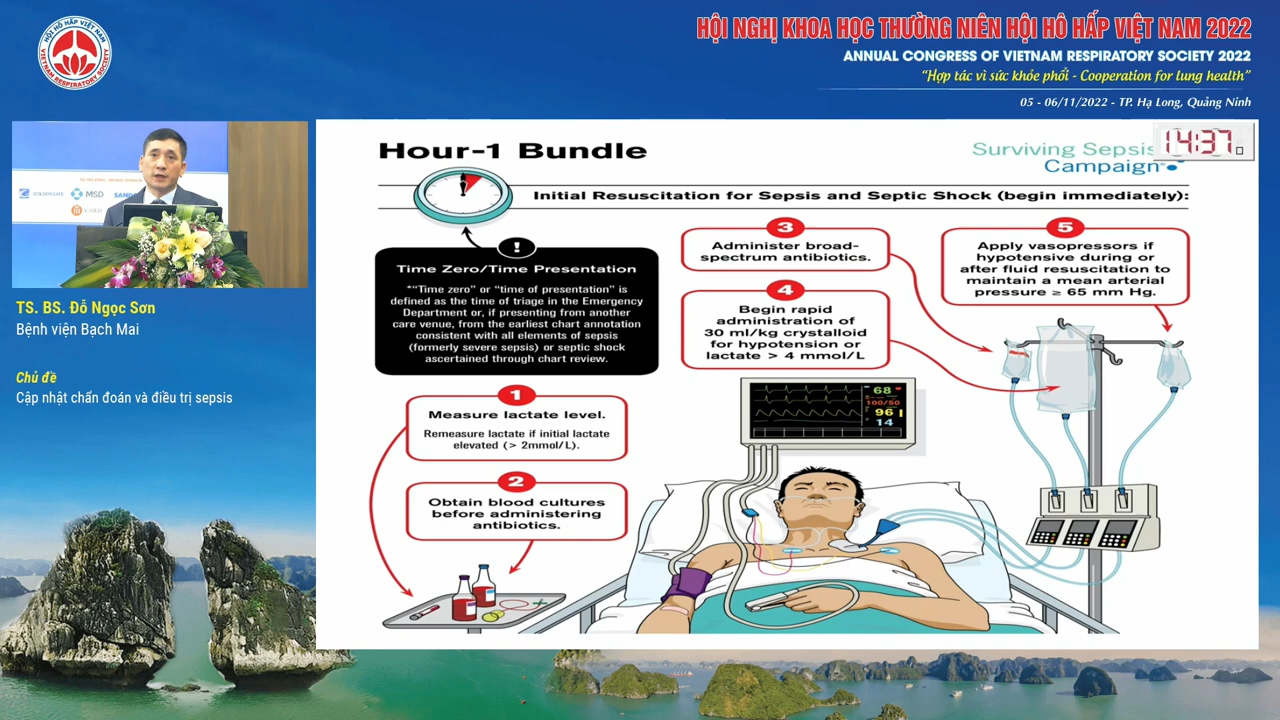 HỘI HÔ HẤP VIỆT NAM
VIETNAM RESPIRATORY SOCIETY
HỘI NGHỊ KHOA HỌC THƯỜNG NIÊN HỘI HÔ HẤP VIỆT NAM 2022
ANNUAL CONGRESS OF VIETNAM RESPIRATORY SOCIETY 2022
“Hợp tác vì sức khỏe phổi - Cooperation for lung health”
05 - 06/11/2022 - TP. Hạ Long, Quảng Ninh
MSD
TS. BS. Đỗ Ngọc Sơn
Bệnh viện Bạch Mai
Chủ đề
Cập nhật chẩn đoán và điều trị sepsis
Hour-1 Bundle
Surviving Sepsis
Campaign
14:37
Initial Resuscitation for Sepsis and Septic Shock (begin immediately):
!
Time Zero/Time Presentation
*“Time zero” or “time of presentation” is
defined as the time of triage in the Emergency
Department or, if presenting from another
care venue, from the earliest chart annotation
consistent with all elements of sepsis
(formerly severe sepsis) or septic shock
ascertained through chart review.
1
Measure lactate level.
Remeasure lactate if initial lactate
elevated (> 2mmol/L).
2
Obtain blood cultures
before administering
antibiotics.
3
Administer broad-
spectrum antibiotics.
4
Begin rapid
administration of
30 ml/kg crystalloid
for hypotension or
lactate > 4 mmol/L
5
Apply vasopressors if
hypotensive during or
after fluid resuscitation to
maintain a mean arterial
pressure ≥ 65 mm Hg.
68
100/50
96
14